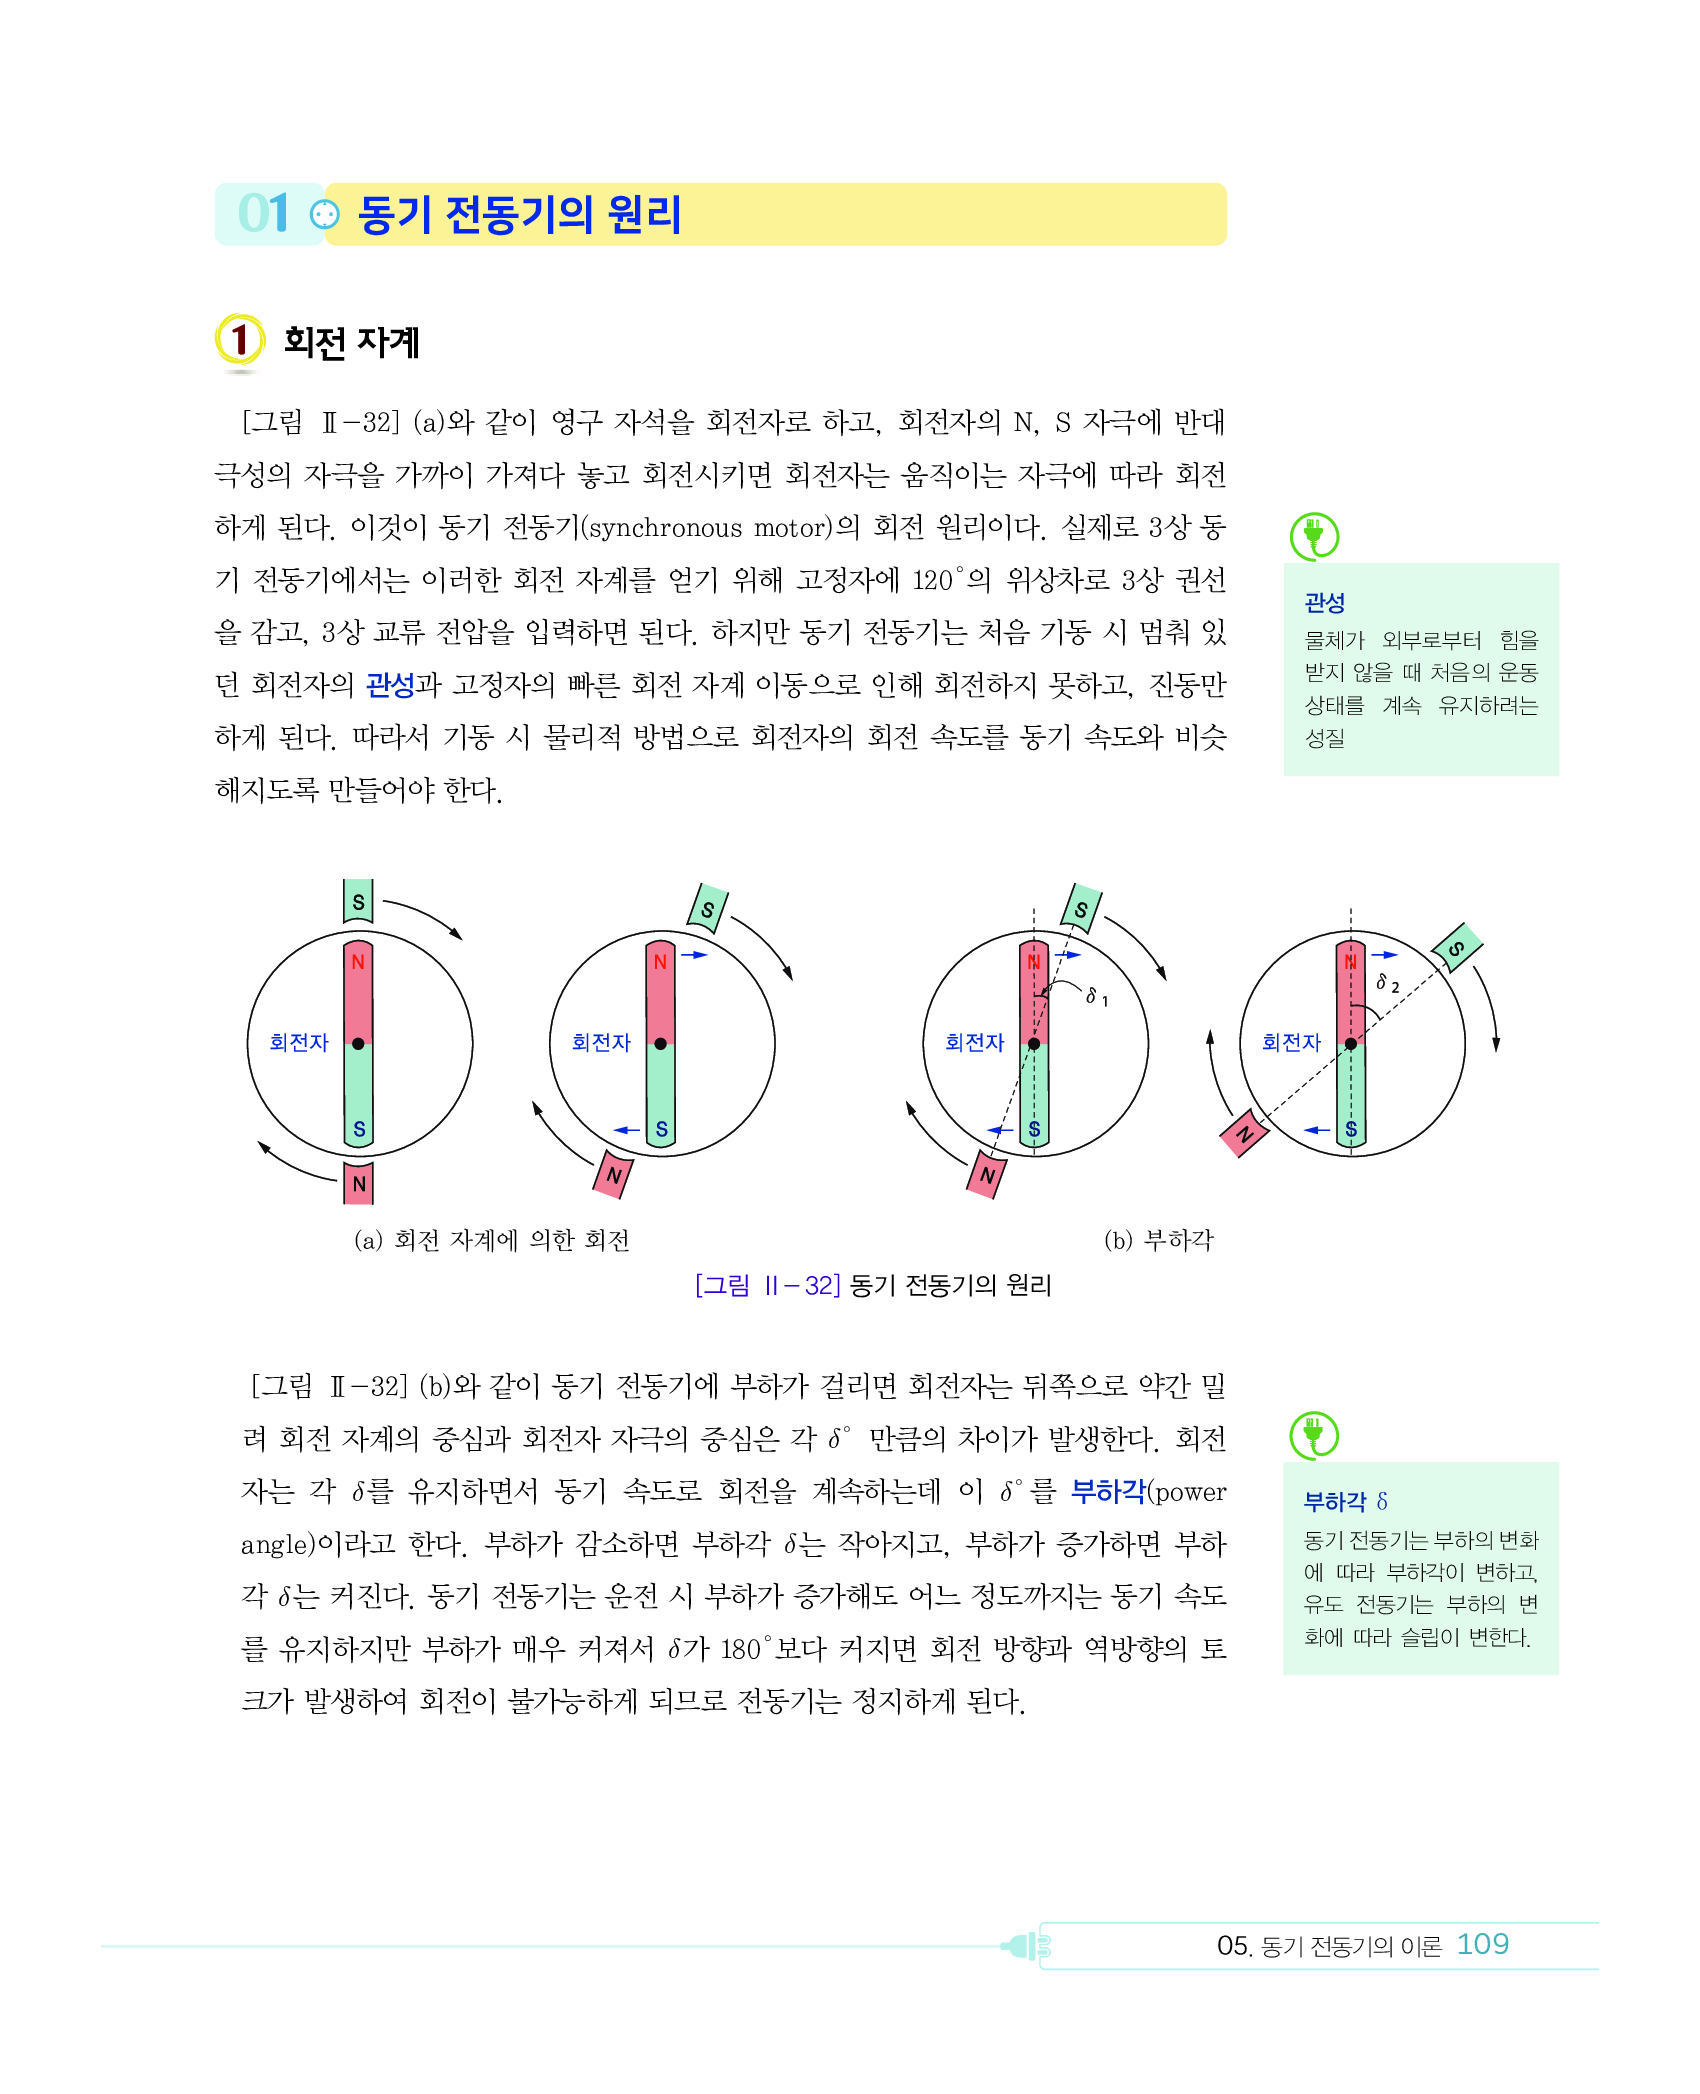 01 동기 전동기의 원리
1 회전 자계
[그림 Ⅱ-32] (a)와 같이 영구 자석을 회전자로 하고, 회전자의 N, S 자극에 반대
극성의 자극을 가까이 가져다 놓고 회전시키면 회전자는 움직이는 자극에 따라 회전
하게 된다. 이것이 동기 전동기(synchronous motor)의 회전 원리이다. 실제로 3상 동
기 전동기에서는 이러한 회전 자계를 얻기 위해 고정자에 120°의 위상차로 3상 권선
을 감고, 3상 교류 전압을 입력하면 된다. 하지만 동기 전동기는 처음 기동 시 멈춰 있
던 회전자의 관성과 고정자의 빠른 회전 자계 이동으로 인해 회전하지 못하고, 진동만
하게 된다. 따라서 기동 시 물리적 방법으로 회전자의 회전 속도를 동기 속도와 비슷
해지도록 만들어야 한다.
관성
물체가 외부로부터 힘을
받지 않을 때 처음의 운동
상태를 계속 유지하려는
성질
S
N
회전자
S
N
S
N
회전자
S
N
S
N
δ 1
회전자
S
N
S
N
δ 2
회전자
S
N
(a) 회전 자계에 의한 회전
(b) 부하각
[그림 Ⅱ-32] 동기 전동기의 원리
[그림 Ⅱ-32] (b)와 같이 동기 전동기에 부하가 걸리면 회전자는 뒤쪽으로 약간 밀
려 회전 자계의 중심과 회전자 자극의 중심은 각 δ° 만큼의 차이가 발생한다. 회전
자는 각 δ를 유지하면서 동기 속도로 회전을 계속하는데 이 δ°를 부하각(power
angle)이라고 한다. 부하가 감소하면 부하각 δ는 작아지고, 부하가 증가하면 부하
각 δ는 커진다. 동기 전동기는 운전 시 부하가 증가해도 어느 정도까지는 동기 속도
를 유지하지만 부하가 매우 커져서 δ가 180°보다 커지면 회전 방향과 역방향의 토
크가 발생하여 회전이 불가능하게 되므로 전동기는 정지하게 된다.
부하각 δ
동기 전동기는 부하의 변화
에 따라 부하각이 변하고,
유도 전동기는 부하의 변
화에 따라 슬립이 변한다.
05. 동기 전동기의 이론 109